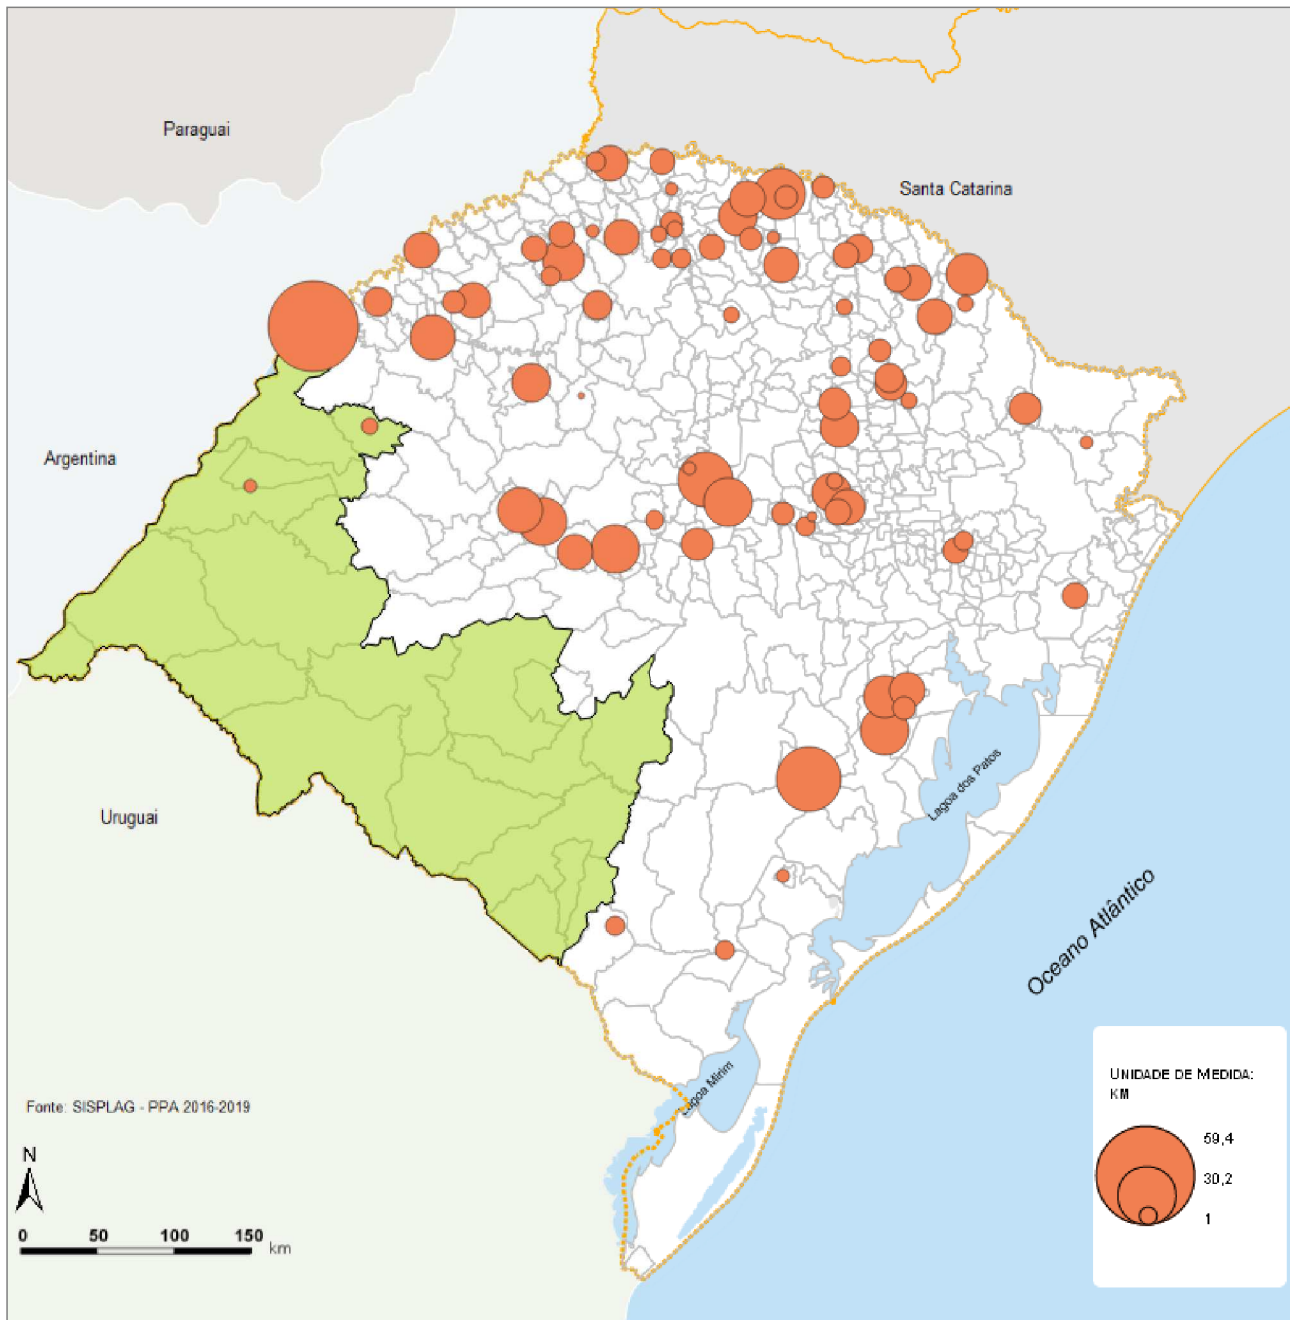 Paraguai
Santa Catarina
Argentina
Uruguai
Lagoa dos Patos
Oceano Atlântico
Lagoa Mirim
Fonte: SISPLAG - PPA 2016-2019
N
0 50 100 150 km
UNIDADE DE MEDIDA:
KM
59,4
30,2
1